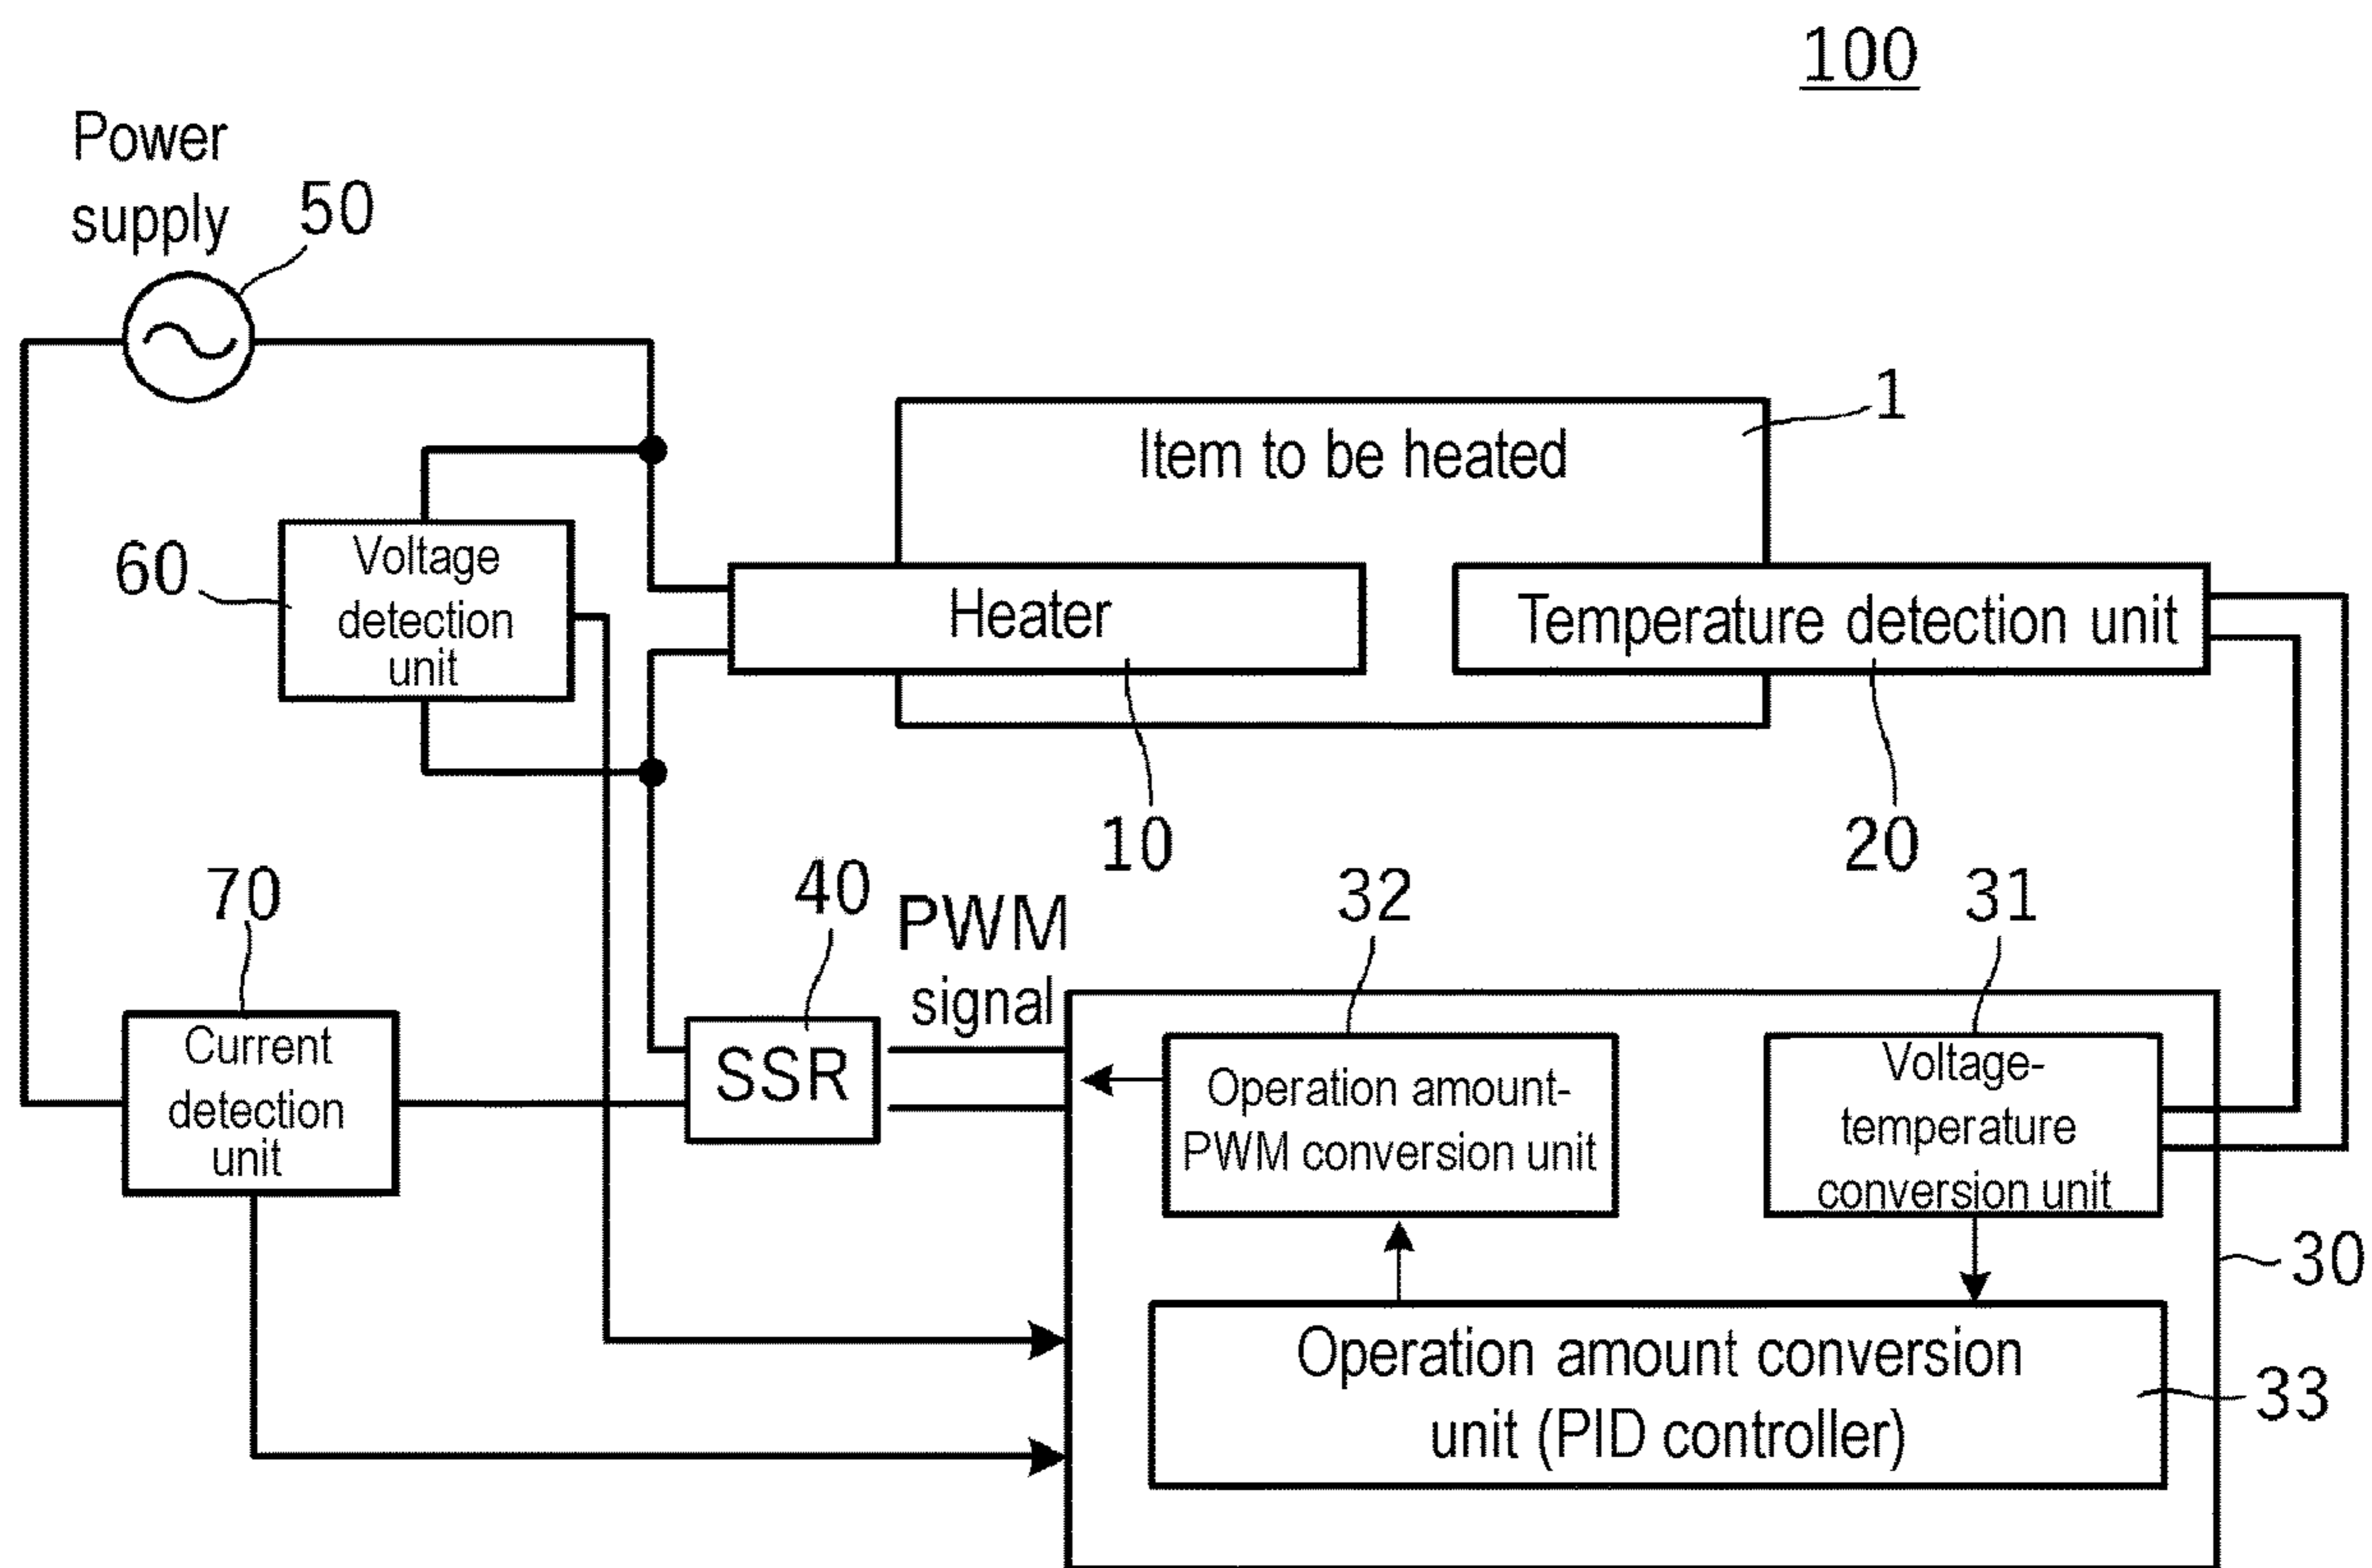 100
Power
supply
50
1
Item to be heated
60
Voltage
detection
unit
Heater
Temperature detection unit
10
20
70
40
PWM
signal
32
31
Current
detection
unit
SSR
Operation amount-
PWM conversion unit
Voltage-
temperature
conversion unit
30
Operation amount conversion
unit (PID controller)
33